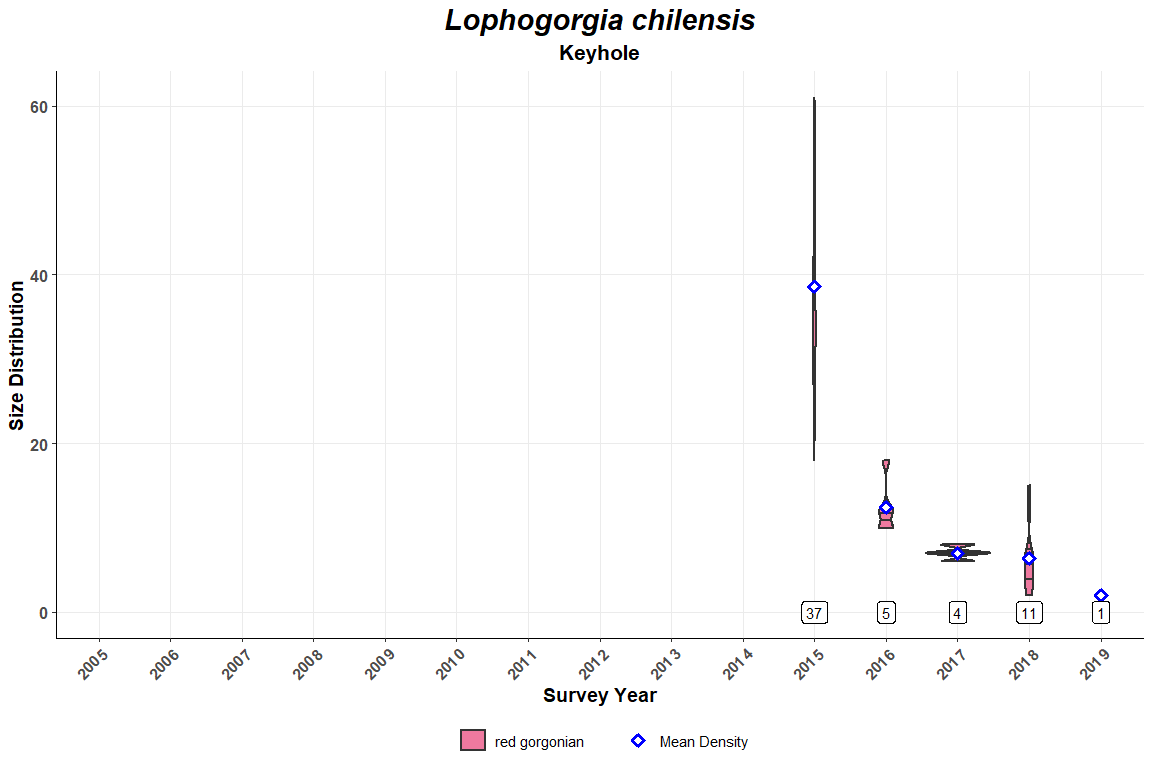 Lophogorgia chilensis
Keyhole
Size Distribution
60
40
20
0
37 5 4 11 1
2005 2006 2007 2008 2009 2010 2011 2012 2013 2014 2015 2016 2017 2018 2019
Survey Year
red gorgonian Mean Density